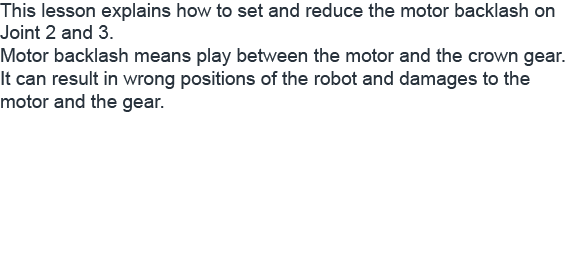 This lesson explains how to set and reduce the motor backlash on
Joint 2 and 3.
Motor backlash means play between the motor and the crown gear.
It can result in wrong positions of the robot and damages to the
motor and the gear.